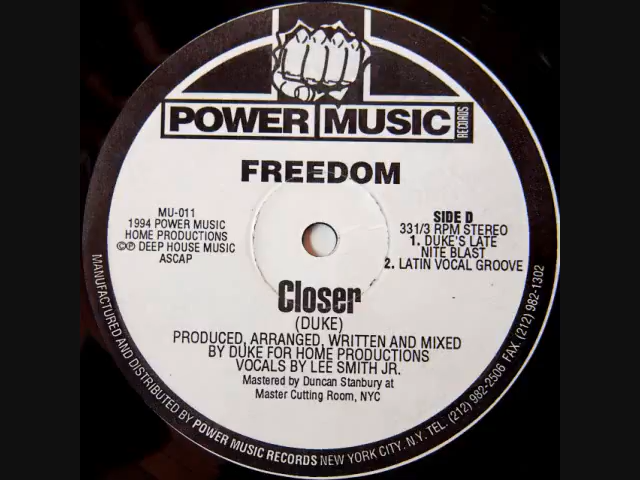 POWER MUSIC
RECORDS
FREEDOM
MU-011
1994 POWER MUSIC
HOME PRODUCTIONS
©℗ DEEP HOUSE MUSIC
ASCAP
SIDE D
331/3 RPM STEREO
1. DUKE'S LATE
NITE BLAST
2. LATIN VOCAL GROOVE
Closer
(DUKE)
PRODUCED, ARRANGED, WRITTEN AND MIXED
BY DUKE FOR HOME PRODUCTIONS
VOCALS BY LEE SMITH JR.
Mastered by Duncan Stanbury at
Master Cutting Room, NYC
MANUFACTURED AND DISTRIBUTED BY POWER MUSIC RECORDS NEW YORK CITY. N.Y. TEL. (212) 982-2506 FAX. (212) 982-1302